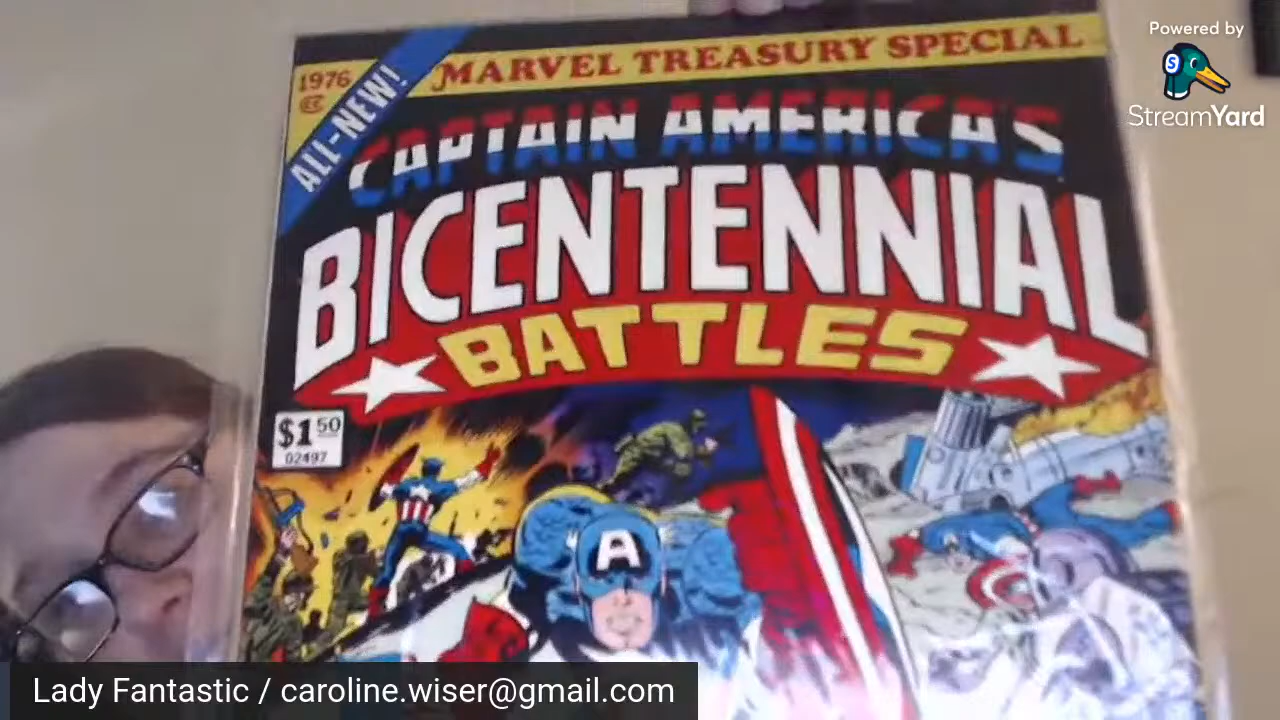 Powered by
StreamYard
1976
ALL-NEW!
MARVEL TREASURY SPECIAL
CAPTAIN AMERICA'S
BICENTENNIAL
BATTLES
$1 50
02497
A
Lady Fantastic / caroline.wiser@gmail.com